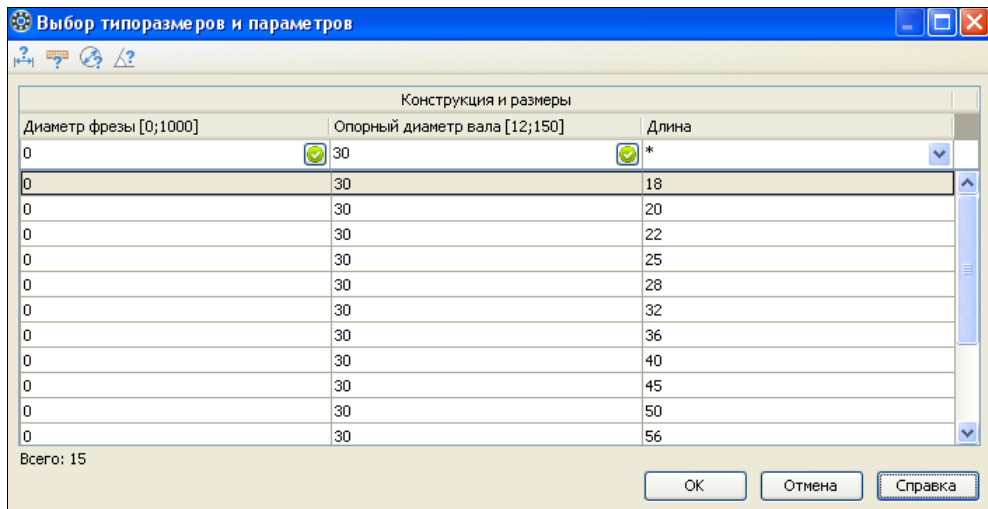 Выбор типоразмеров и параметров
Конструкция и размеры
Диаметр фрезы [0;1000] Опорный диаметр вала [12;150] Длина
0 30 *
0 30 18
0 30 20
0 30 22
0 30 25
0 30 28
0 30 32
0 30 36
0 30 40
0 30 45
0 30 50
0 30 56
Всего: 15
OK Отмена Справка